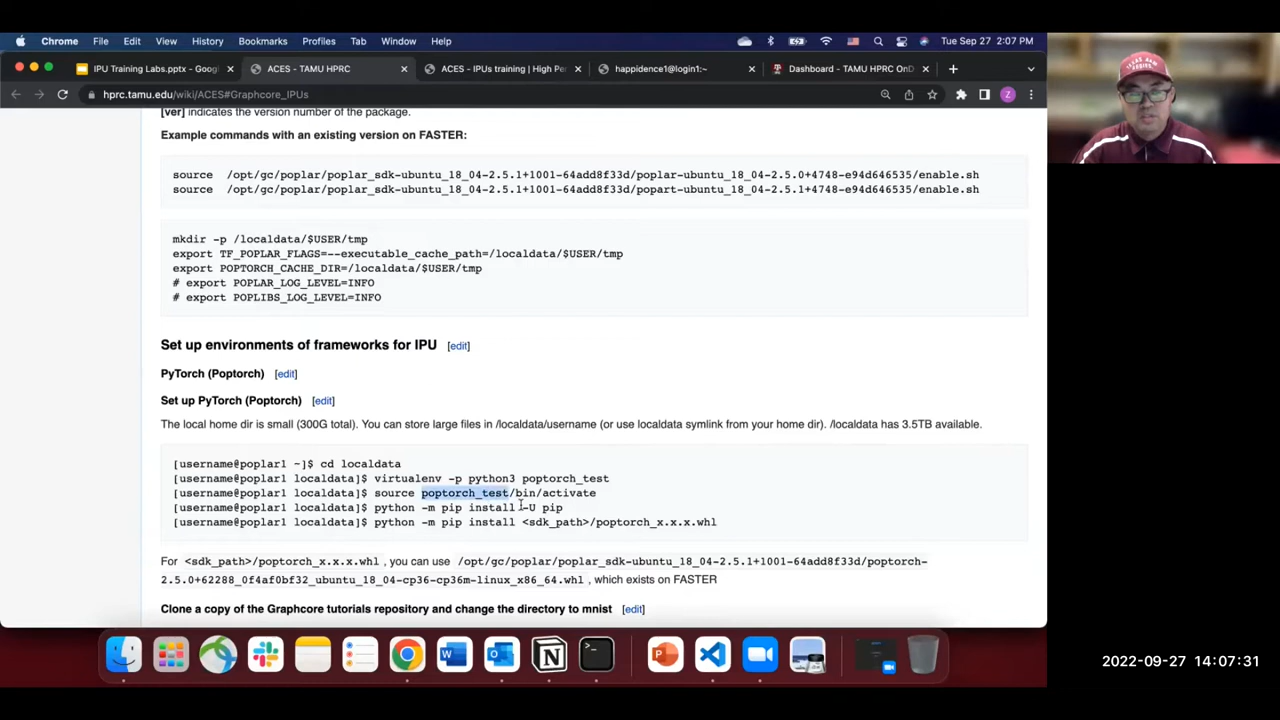 Chrome File Edit View History Bookmarks Profiles Tab Window Help Tue Sep 27 2:07 PM
IPU Training Labs.pptx - Googl ACES - TAMU HPRC ACES - IPUs training | High Per happidence1@login1:~ Dashboard - TAMU HPRC OnD
hprc.tamu.edu/wiki/ACES#Graphcore_IPUs
[ver] indicates the version number of the package.
Example commands with an existing version on FASTER:
source /opt/gc/poplar/poplar_sdk-ubuntu_18_04-2.5.1+1001-64add8f33d/poplar-ubuntu_18_04-2.5.0+4748-e94d646535/enable.sh
source /opt/gc/poplar/poplar_sdk-ubuntu_18_04-2.5.1+1001-64add8f33d/popart-ubuntu_18_04-2.5.1+4748-e94d646535/enable.sh
mkdir -p /localdata/$USER/tmp
export TF_POPLAR_FLAGS=--executable_cache_path=/localdata/$USER/tmp
export POPTORCH_CACHE_DIR=/localdata/$USER/tmp
# export POPLAR_LOG_LEVEL=INFO
# export POPLIBS_LOG_LEVEL=INFO
Set up environments of frameworks for IPU [edit]
PyTorch (Poptorch) [edit]
Set up PyTorch (Poptorch) [edit]
The local home dir is small (300G total). You can store large files in /localdata/username (or use localdata symlink from your home dir). /localdata has 3.5TB available.
[username@poplar1 ~]$ cd localdata
[username@poplar1 localdata]$ virtualenv -p python3 poptorch_test
[username@poplar1 localdata]$ source poptorch_test/bin/activate
[username@poplar1 localdata]$ python -m pip install -U pip
[username@poplar1 localdata]$ python -m pip install <sdk_path>/poptorch_x.x.x.whl
For <sdk_path>/poptorch_x.x.x.whl , you can use /opt/gc/poplar/poplar_sdk-ubuntu_18_04-2.5.1+1001-64add8f33d/poptorch-
2.5.0+62288_0f4af0bf32_ubuntu_18_04-cp36-cp36m-linux_x86_64.whl , which exists on FASTER
Clone a copy of the Graphcore tutorials repository and change the directory to mnist [edit]
2022-09-27 14:07:31